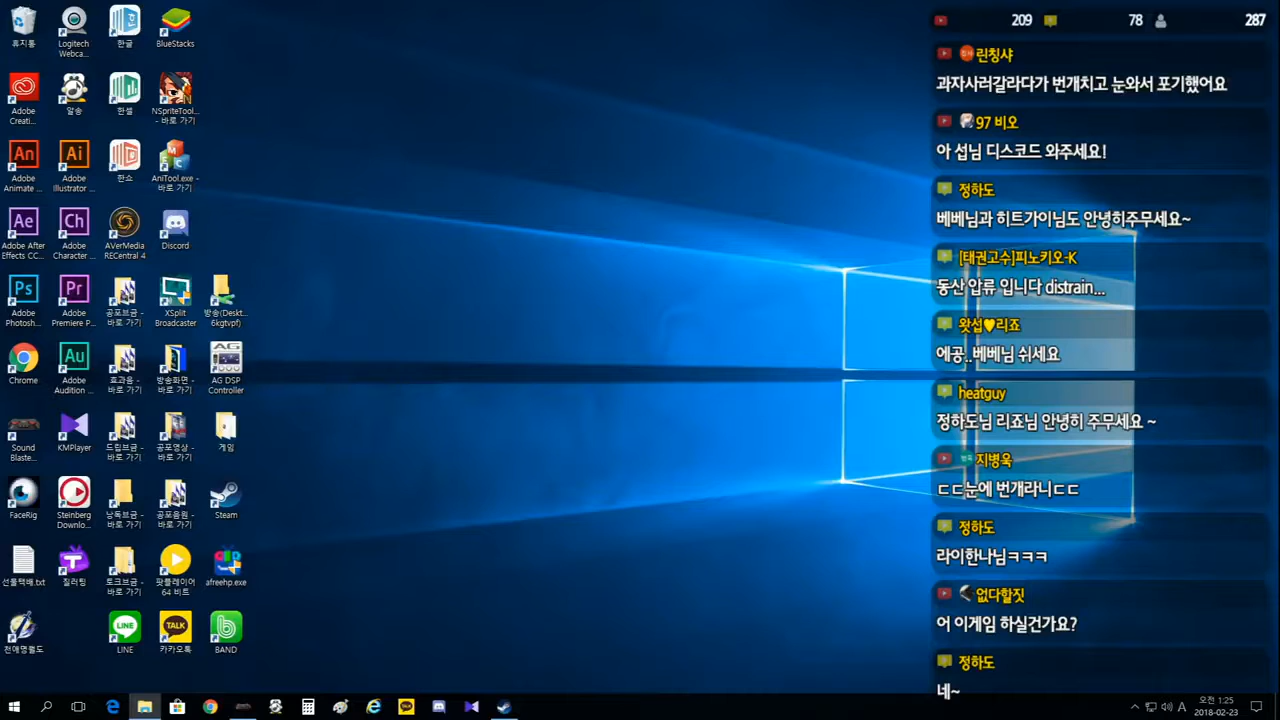 휴지통
Logitech
Webca...
한글
BlueStacks
Adobe
Creati...
알송
한셀
NSpriteTool...
- 바로 가기
Adobe
Animate ...
Adobe
Illustrator ...
한쇼
AniTool.exe -
바로 가기
Adobe After
Effects CC...
Adobe
Character ...
AVerMedia
RECentral 4
Discord
Adobe
Photosh...
Adobe
Premiere P...
공포브금 -
바로 가기
XSplit
Broadcaster
방송(Deskt...
6kgtvpf)
Chrome
Adobe
Audition ...
효과음 -
바로 가기
방송화면 -
바로 가기
AG DSP
Controller
Sound
Blaste...
KMPlayer
드립브금 -
바로 가기
공포영상 -
바로 가기
게임
FaceRig
Steinberg
Downlo...
낭독브금 -
바로 가기
공포음원 -
바로 가기
Steam
선물택배.txt
질러팅
토크브금 -
바로 가기
팟플레이어
64 비트
afreehp.exe
천애명월도
LINE
카카오톡
BAND
209 78 287
린칭샤
과자사러갈라다가 번개치고 눈와서 포기했어요
97 비오
아 섭님 디스코드 와주세요!
정하도
베베님과 히트가이님도 안녕히주무세요~
[태권고수]피노키오-K
동산 압류 입니다 distrain...
왓섭♥리죠
에공..베베님 쉬세요
heatguy
정하도님 리죠님 안녕히 주무세요 ~
지병욱
ㄷㄷ눈에 번개라니ㄷㄷ
정하도
라이한나님ㅋㅋㅋ
없다할짓
어 이게임 하실건가요?
정하도
네~
A
오전 1:25
2018-02-23